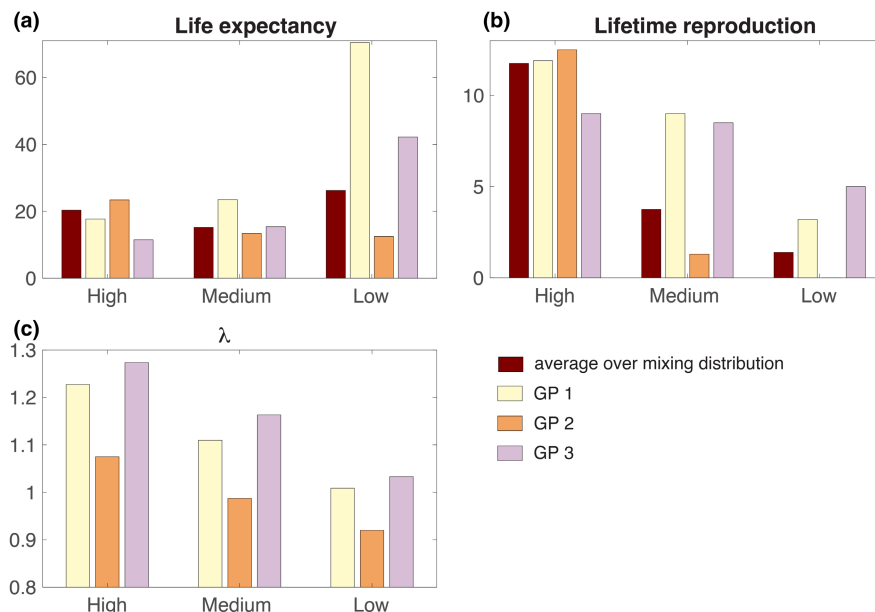 (a) Life expectancy
60
40
20
0
High Medium Low
(b) Lifetime reproduction
10
5
0
High Medium Low
(c) λ
1.3
1.2
1.1
1
0.9
0.8
High Medium Low
average over mixing distribution
GP 1
GP 2
GP 3